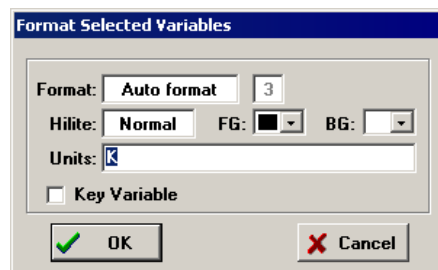 Format Selected Variables
Format: Auto format 3
Hilite: Normal FG: BG:
Units: K
Key Variable
OK Cancel